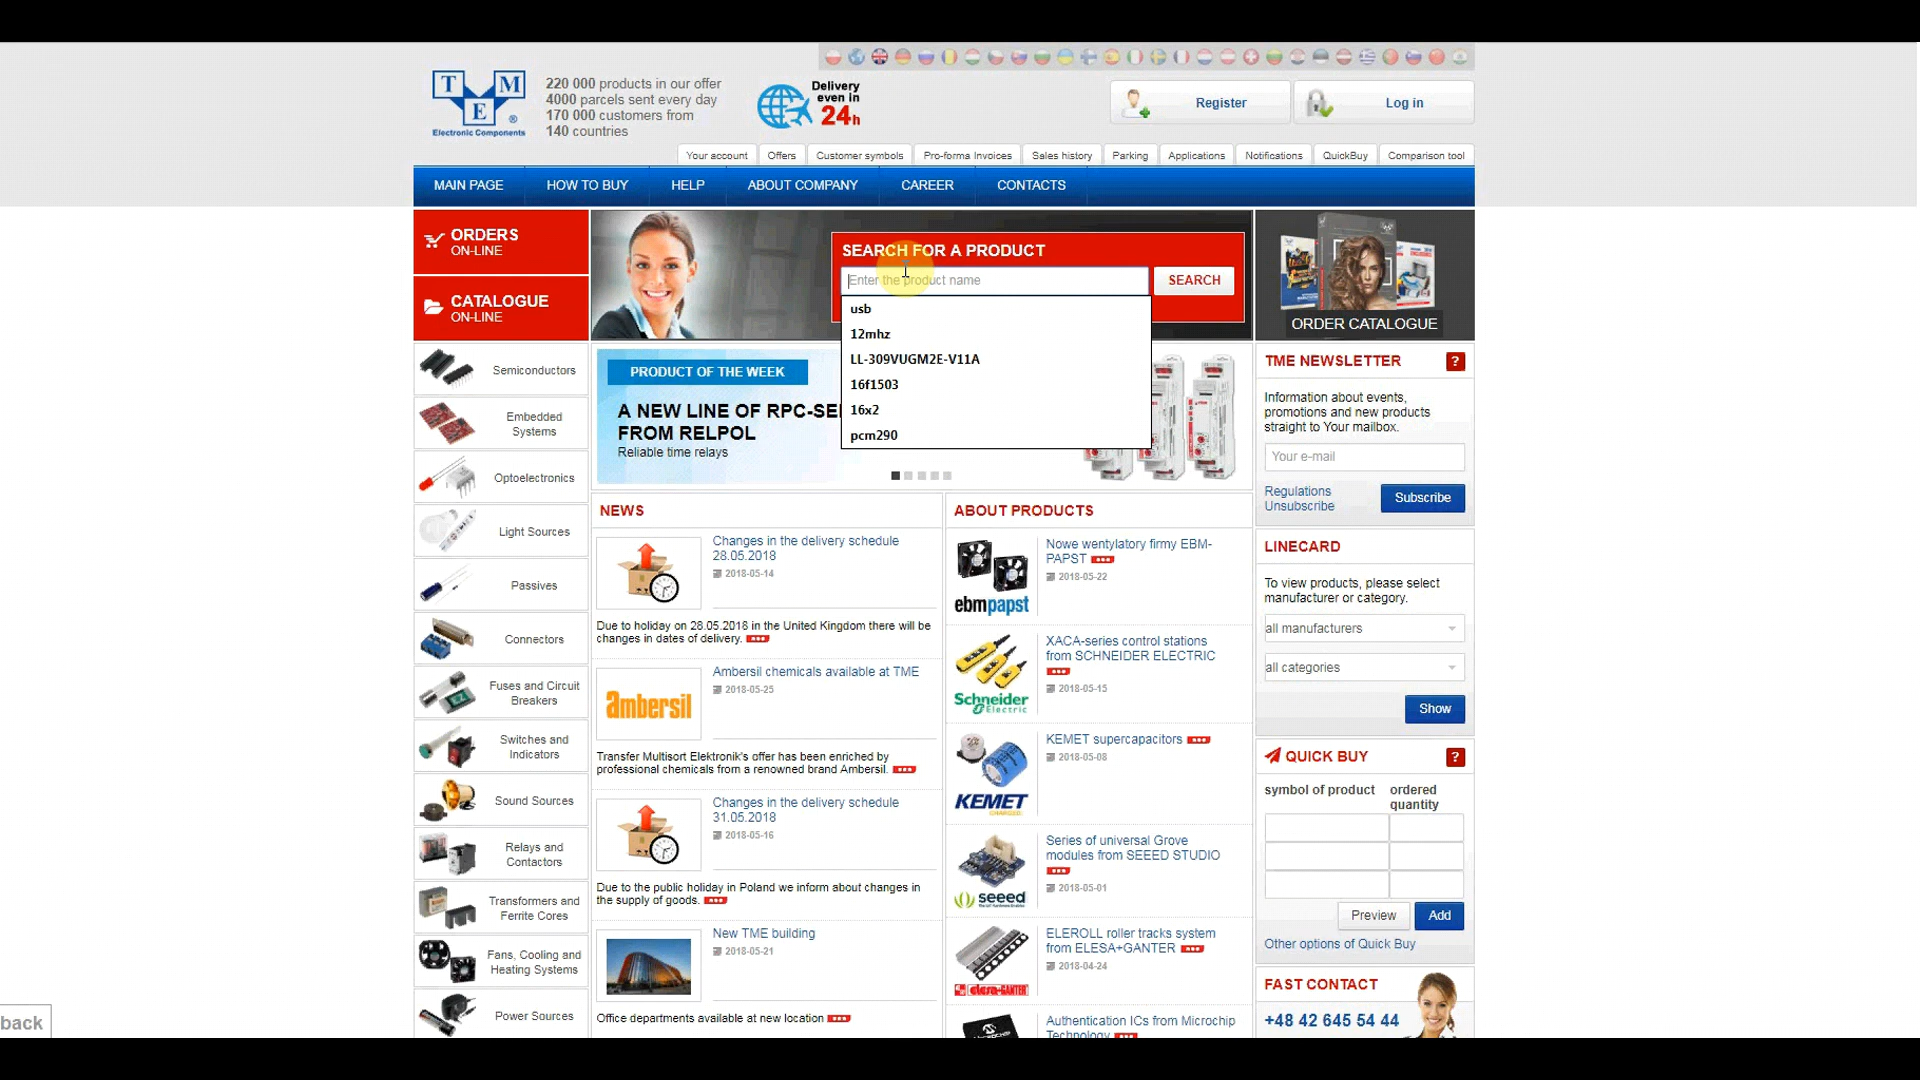 T M E ®
Electronic Components
220 000 products in our offer
4000 parcels sent every day
170 000 customers from
140 countries
Delivery
even in
24h
Register
Log in
Your account
Offers
Customer symbols
Pro-forma Invoices
Sales history
Parking
Applications
Notifications
QuickBuy
Comparison tool
MAIN PAGE
HOW TO BUY
HELP
ABOUT COMPANY
CAREER
CONTACTS
ORDERS
ON-LINE
CATALOGUE
ON-LINE
SEARCH FOR A PRODUCT
Enter the product name
SEARCH
usb
12mhz
LL-309VUGM2E-V11A
16f1503
16x2
pcm290
ORDER CATALOGUE
PRODUCT OF THE WEEK
A NEW LINE OF RPC-SE
FROM RELPOL
Reliable time relays
Semiconductors
Embedded
Systems
Optoelectronics
Light Sources
Passives
Connectors
Fuses and Circuit
Breakers
Switches and
Indicators
Sound Sources
Relays and
Contactors
Transformers and
Ferrite Cores
Fans, Cooling and
Heating Systems
Power Sources
NEWS
Changes in the delivery schedule
28.05.2018
2018-05-14
Due to holiday on 28.05.2018 in the United Kingdom there will be
changes in dates of delivery.
ambersil
Ambersil chemicals available at TME
2018-05-25
Transfer Multisort Elektronik's offer has been enriched by
professional chemicals from a renowned brand Ambersil.
Changes in the delivery schedule
31.05.2018
2018-05-16
Due to the public holiday in Poland we inform about changes in
the supply of goods.
New TME building
2018-05-21
Office departments available at new location
ABOUT PRODUCTS
ebmpapst
Nowe wentylatory firmy EBM-
PAPST
2018-05-22
Schneider
Electric
XACA-series control stations
from SCHNEIDER ELECTRIC
2018-05-15
KEMET
CHARGED.
KEMET supercapacitors
2018-05-08
seeed
Series of universal Grove
modules from SEEED STUDIO
2018-05-01
elesa+GANTER
ELEROLL roller tracks system
from ELESA+GANTER
2018-04-24
Authentication ICs from Microchip
Technology
TME NEWSLETTER
?
Information about events,
promotions and new products
straight to Your mailbox.
Your e-mail
Regulations
Unsubscribe
Subscribe
LINECARD
To view products, please select
manufacturer or category.
all manufacturers
all categories
Show
QUICK BUY
?
symbol of product
ordered
quantity
Preview
Add
Other options of Quick Buy
FAST CONTACT
+48 42 645 54 44
back